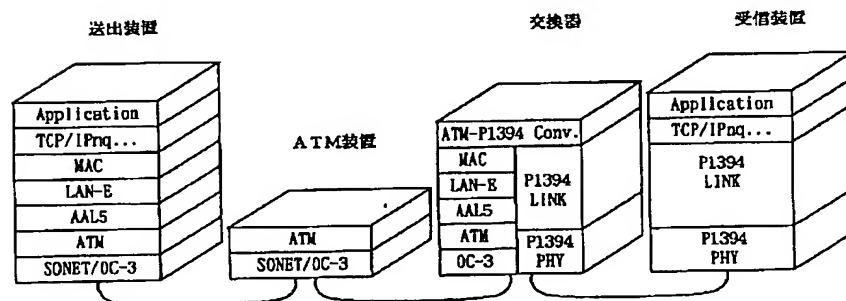 送出装置
Application
TCP/IPnq...
MAC
LAN-E
AAL5
ATM
SONET/OC-3
ATM装置
ATM
SONET/OC-3
交換器
ATM-P1394 Conv.
MAC
LAN-E
AAL5
ATM
OC-3
P1394
LINK
P1394
PHY
受信装置
Application
TCP/IPnq...
P1394
LINK
P1394
PHY